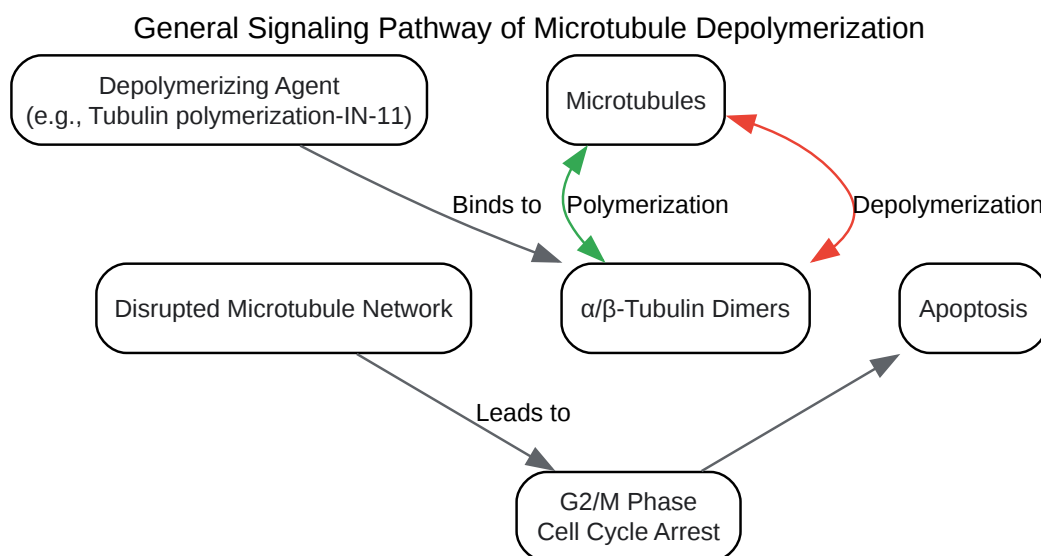 General Signaling Pathway of Microtubule Depolymerization
Depolymerizing Agent
(e.g., Tubulin polymerization-IN-11)
Microtubules
Binds to
Polymerization
Depolymerization
Disrupted Microtubule Network
α/β-Tubulin Dimers
Apoptosis
Leads to
G2/M Phase
Cell Cycle Arrest